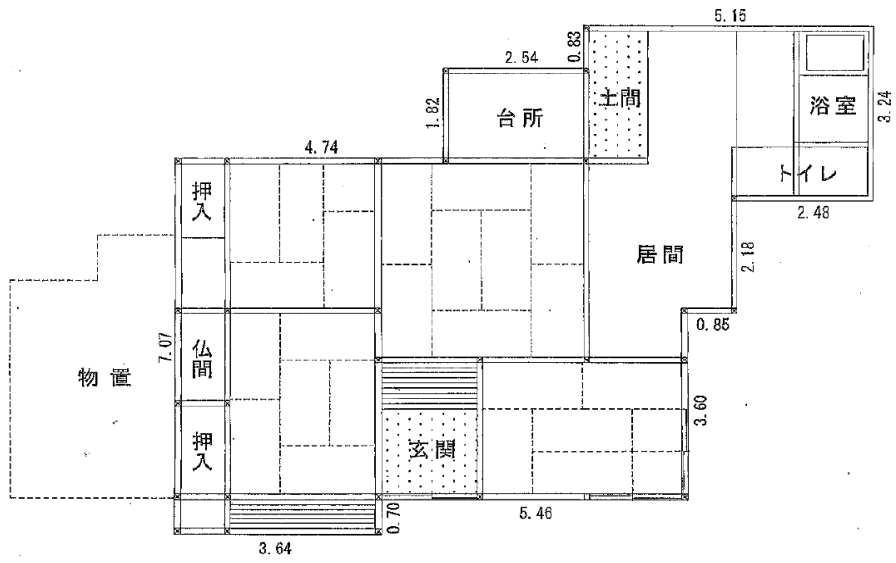 5.15
0.83
2.54
土間
浴室
3.24
1.82
台所
4.74
トイレ
押入
2.48
居間
2.18
0.85
7.07
仏間
物置
3.60
押入
玄関
0.70
5.46
3.64